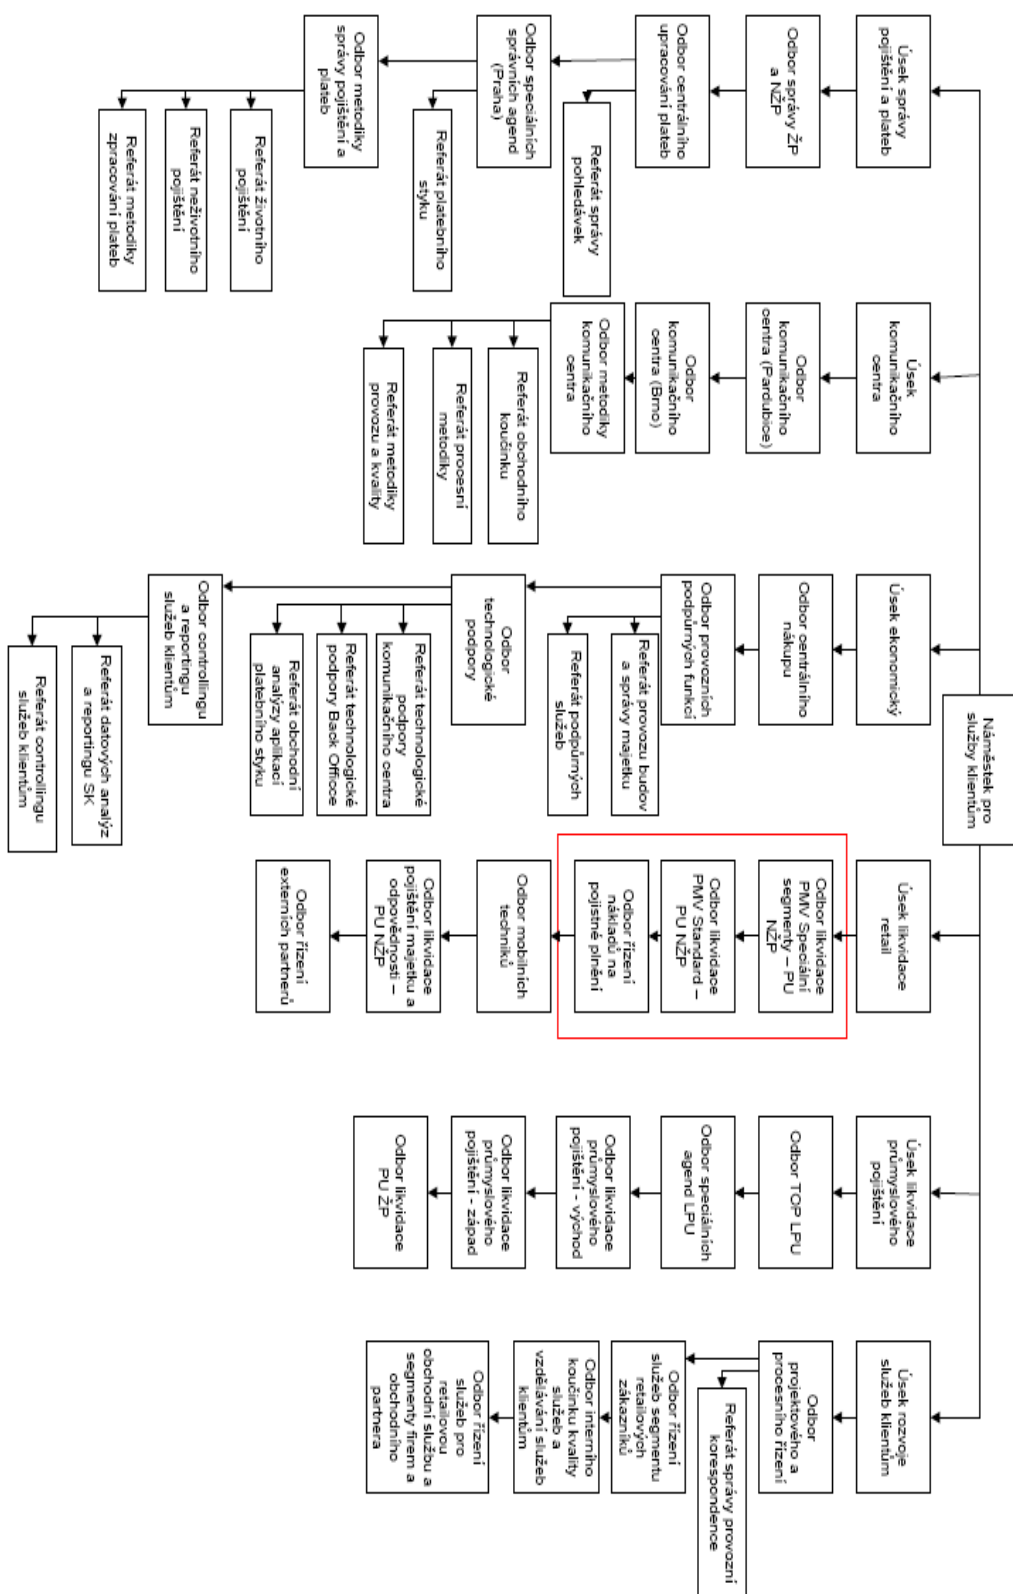 Náměstek pro
služby klientům
Úsek správy
pojištění a plateb
Odbor správy ŽP
a NŽP
Odbor centrálního
upracování plateb
Referát správy
pohledávek
Odbor speciálních
správních agend
(Praha)
Referát platebního
styku
Odbor metodiky
správy pojištění a
plateb
Referát životního
pojištění
Referát neživotního
pojištění
Referát metodiky
zpracování plateb
Úsek
komunikačního
centra
Odbor
komunikačního
centra (Pardubice)
Odbor
komunikačního
centra (Brno)
Odbor metodiky
komunikačního
centra
Referát obchodního
koučinku
Referát procesní
metodiky
Referát metodiky
provozu a kvality
Úsek ekonomický
Odbor centrálního
nákupu
Odbor provozních
podpůrných funkcí
Referát provozu budov
a správy majetku
Referát podpůrných
služeb
Odbor
technologické
podpory
Referát technologické
podpory
komunikačního centra
Referát technologické
podpory Back Officce
Referát obchodní
analýzy aplikací
platebního styku
Odbor controllingu
a reportingu
služeb klientům
Referát datových analýz
a reportingu SK
Referát controllingu
služeb klientům
Úsek likvidace
retail
Odbor likvidace
PMV Speciální
segmenty – PU
NŽP
Odbor likvidace
PMV Standard –
PU NŽP
Odbor řízení
nákladů na
pojistné plnění
Odbor mobilních
techniků
Odbor likvidace
pojištění majetku a
odpovědnosti –
PU NŽP
Odbor řízení
externích partnerů
Úsek likvidace
průmyslového
pojištění
Odbor TOP LPU
Odbor speciálních
agend LPU
Odbor likvidace
průmyslového
pojištění - východ
Odbor likvidace
průmyslového
pojištění - západ
Odbor likvidace
PU ŽP
Úsek rozvoje
služeb klientům
Odbor
projektového a
procesního řízení
Referát správy provozní
korespondence
Odbor řízení
služeb segmentu
retailových
zákazníků
Odbor interního
koučinku kvality
služeb a
vzdělávání služeb
klientům
Odbor řízení
služeb pro
retailovou
obchodní službu a
segmenty firem a
obchodního
partnera